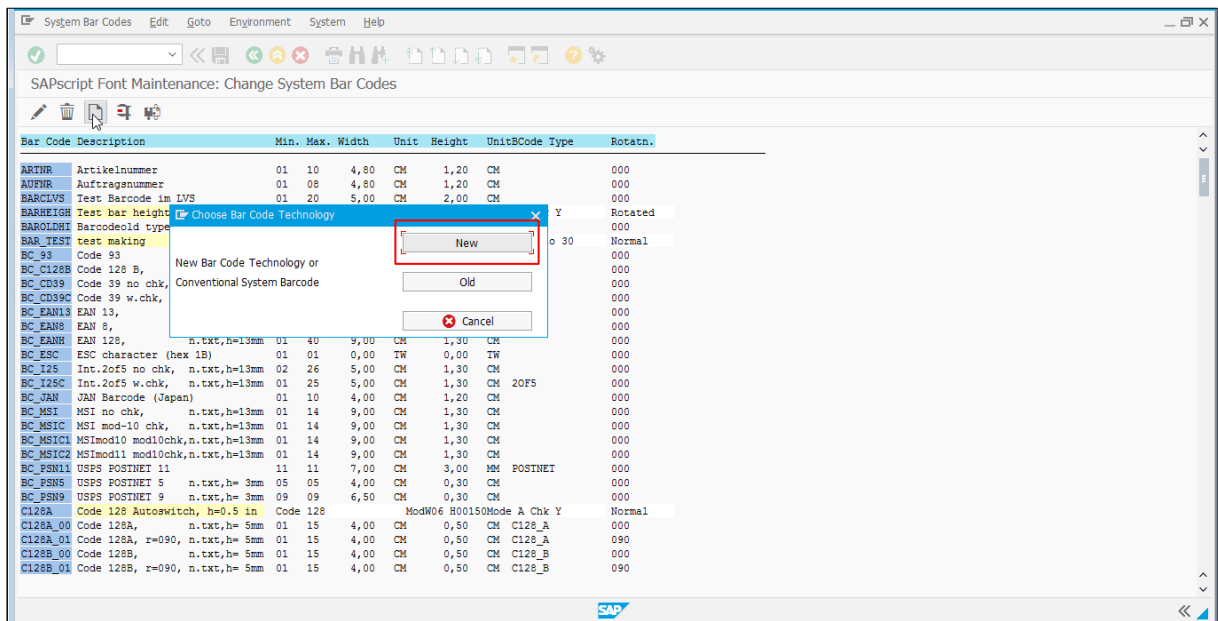 System Bar Codes Edit Goto Environment System Help
SAPscript Font Maintenance: Change System Bar Codes
Bar Code Description Min. Max. Width Unit Height UnitBCode Type Rotatn.
ARTNR Artikelnummer 01 10 4,80 CM 1,20 CM 000
AUFNR Auftragsnummer 01 08 4,80 CM 1,20 CM 000
BARCLVS Test Barcode im LVS 01 20 5,00 CM 2,00 CM 000
BARHEIGH Test bar height Y Rotated
BAROLDHI Barcodeold type 000
BAR_TEST test making o 30 Normal
BC_93 Code 93 000
BC_C128B Code 128 B, 000
BC_CD39 Code 39 no chk, 000
BC_CD39C Code 39 w.chk, 000
BC_EAN13 EAN 13, 000
BC_EAN8 EAN 8, 000
Choose Bar Code Technology
New
New Bar Code Technology or
Conventional System Barcode
Old
Cancel
BC_EANH EAN 128, n.txt,h=13mm 01 40 9,00 CM 1,30 CM 000
BC_ESC ESC character (hex 1B) 01 01 0,00 TW 0,00 TW 000
BC_I25 Int.2of5 no chk, n.txt,h=13mm 02 26 5,00 CM 1,30 CM 000
BC_I25C Int.2of5 w.chk, n.txt,h=13mm 01 25 5,00 CM 1,30 CM 2OF5 000
BC_JAN JAN Barcode (Japan) 01 10 4,00 CM 1,20 CM 000
BC_MSI MSI no chk, n.txt,h=13mm 01 14 9,00 CM 1,30 CM 000
BC_MSIC MSI mod-10 chk, n.txt,h=13mm 01 14 9,00 CM 1,30 CM 000
BC_MSIC1 MSImod10 mod10chk,n.txt,h=13mm 01 14 9,00 CM 1,30 CM 000
BC_MSIC2 MSImod11 mod10chk,n.txt,h=13mm 01 14 9,00 CM 1,30 CM 000
BC_PSN11 USPS POSTNET 11 11 11 7,00 CM 3,00 MM POSTNET 000
BC_PSN5 USPS POSTNET 5 n.txt,h= 3mm 05 05 4,00 CM 0,30 CM 000
BC_PSN9 USPS POSTNET 9 n.txt,h= 3mm 09 09 6,50 CM 0,30 CM 000
C128A Code 128 Autoswitch, h=0.5 in Code 128 ModW06 H00150Mode A Chk Y Normal
C128A_00 Code 128A, n.txt,h= 5mm 01 15 4,00 CM 0,50 CM C128_A 000
C128A_01 Code 128A, r=090, n.txt,h= 5mm 01 15 4,00 CM 0,50 CM C128_A 090
C128B_00 Code 128B, n.txt,h= 5mm 01 15 4,00 CM 0,50 CM C128_B 000
C128B_01 Code 128B, r=090, n.txt,h= 5mm 01 15 4,00 CM 0,50 CM C128_B 090
SAP